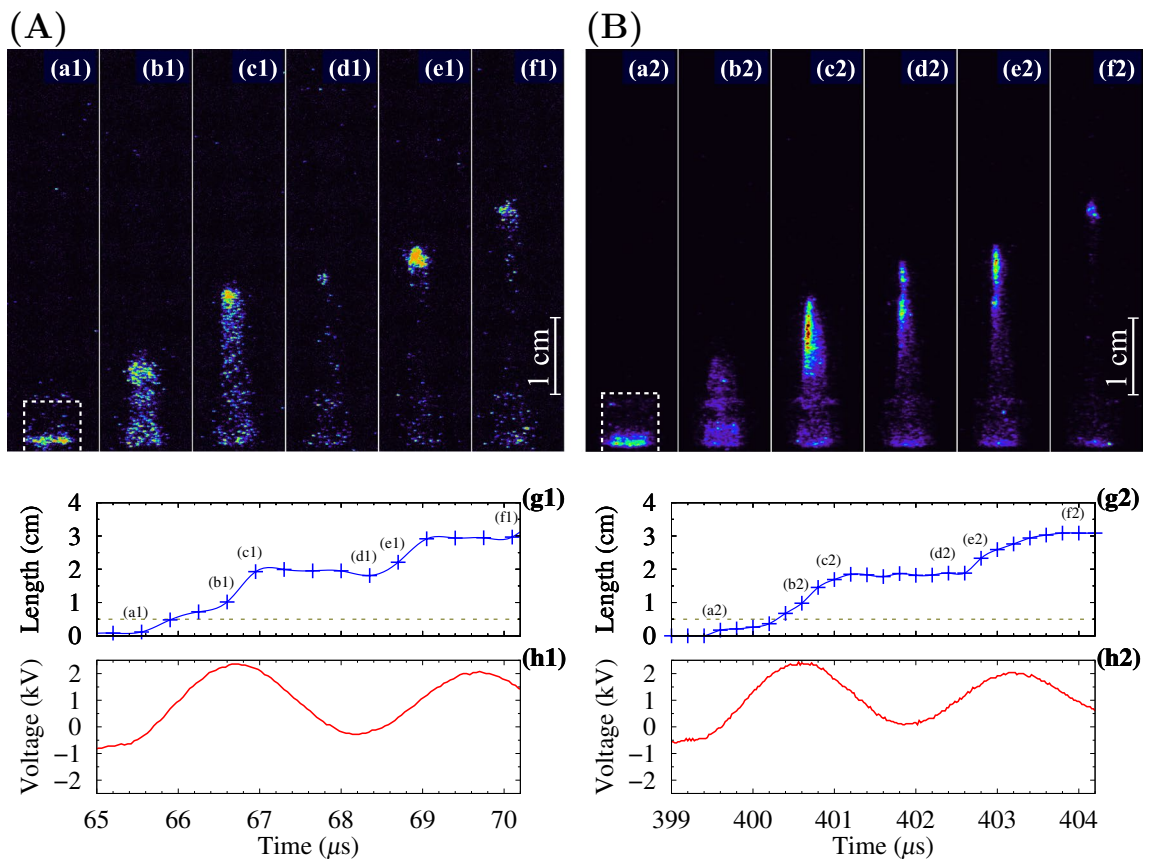 (A)
(a1) (b1) (c1) (d1) (e1) (f1)
1 cm
(B)
(a2) (b2) (c2) (d2) (e2) (f2)
1 cm
(g1)
Length (cm)
4
3
2
1
0
(a1) (b1) (c1) (d1) (e1) (f1)
(h1)
Voltage (kV)
2
1
0
−1
−2
65 66 67 68 69 70
Time (μs)
(g2)
Length (cm)
4
3
2
1
0
(a2) (b2) (c2) (d2) (e2) (f2)
(h2)
Voltage (kV)
2
1
0
−1
−2
399 400 401 402 403 404
Time (μs)